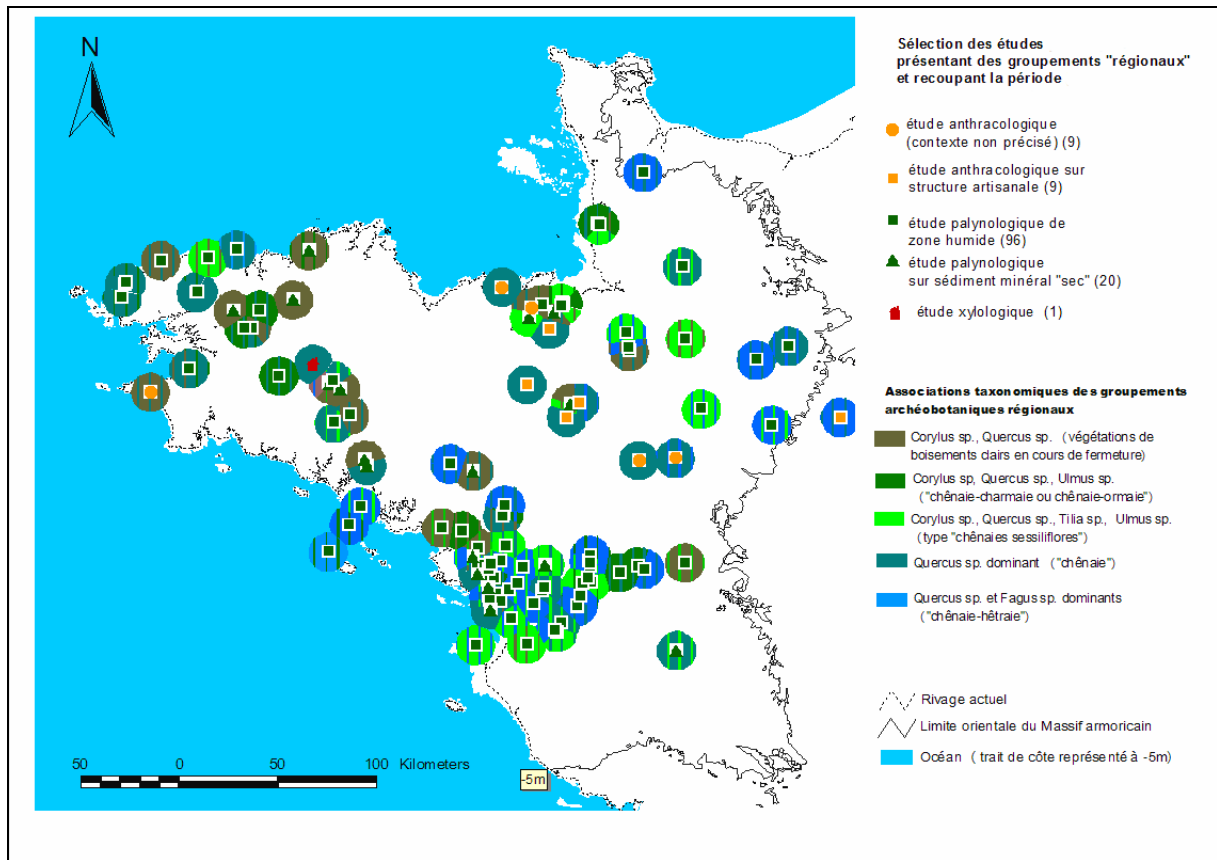 N
Sélection des études
présentant des groupements "régionaux"
et recoupant la période
étude anthracologique
(contexte non précisé) (9)
étude anthracologique sur
structure artisanale (9)
étude palynologique de
zone humide (96)
étude palynologique
sur sédiment minéral "sec" (20)
étude xylologique (1)
Associations taxonomiques des groupements
archéobotaniques régionaux
Corylus sp., Quercus sp. (végétations de
boisements clairs en cours de fermeture)
Corylus sp, Quercus sp., Ulmus sp.
("chênaie-charmaie ou chênaie-ormaie")
Corylus sp., Quercus sp., Tilia sp., Ulmus sp.
(type "chênaies sessiliflores")
Quercus sp. dominant ("chênaie")
Quercus sp. et Fagus sp. dominants
("chênaie-hêtraie")
Rivage actuel
Limite orientale du Massif armoricain
Océan ( trait de côte représenté à -5m)
50 0 50 100 Kilometers
-5m